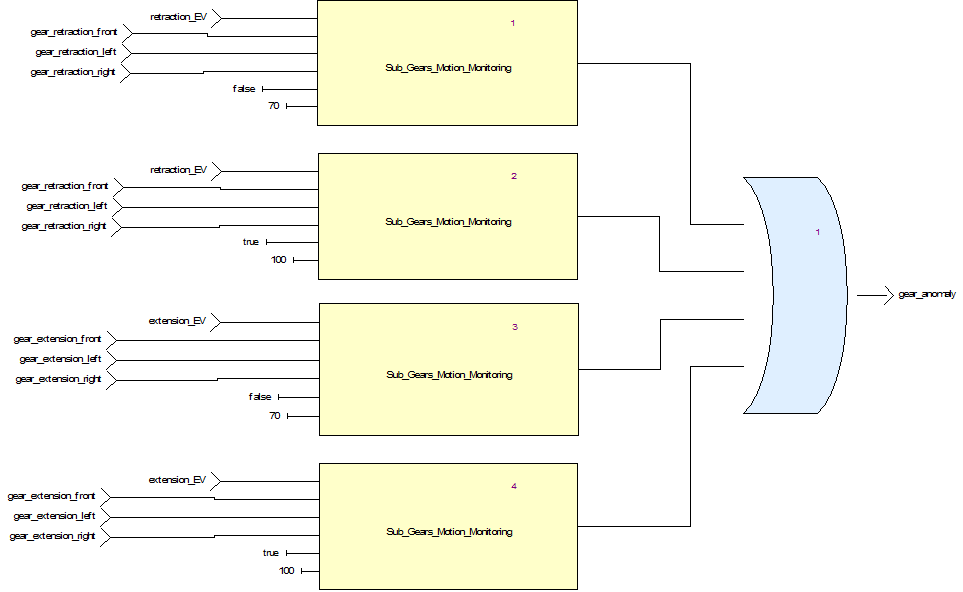 retraction_EV
1
gear_retraction_front
gear_retraction_left
Sub_Gears_Motion_Monitoring
gear_retraction_right
false
70
retraction_EV
2
gear_retraction_front
gear_retraction_left
Sub_Gears_Motion_Monitoring
gear_retraction_right
1
true
100
gear_anomaly
extension_EV
3
gear_extension_front
gear_extension_left
Sub_Gears_Motion_Monitoring
gear_extension_right
false
70
extension_EV
4
gear_extension_front
gear_extension_left
Sub_Gears_Motion_Monitoring
gear_extension_right
true
100